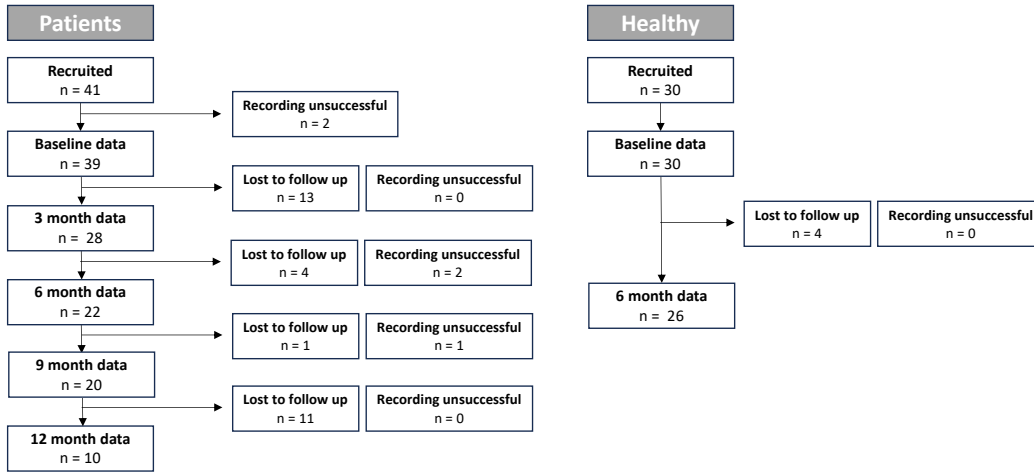 Patients
Recruited
n = 41
Recording unsuccessful
n = 2
Baseline data
n = 39
Lost to follow up
n = 13
Recording unsuccessful
n = 0
3 month data
n = 28
Lost to follow up
n = 4
Recording unsuccessful
n = 2
6 month data
n = 22
Lost to follow up
n = 1
Recording unsuccessful
n = 1
9 month data
n = 20
Lost to follow up
n = 11
Recording unsuccessful
n = 0
12 month data
n = 10
Healthy
Recruited
n = 30
Baseline data
n = 30
Lost to follow up
n = 4
Recording unsuccessful
n = 0
6 month data
n = 26